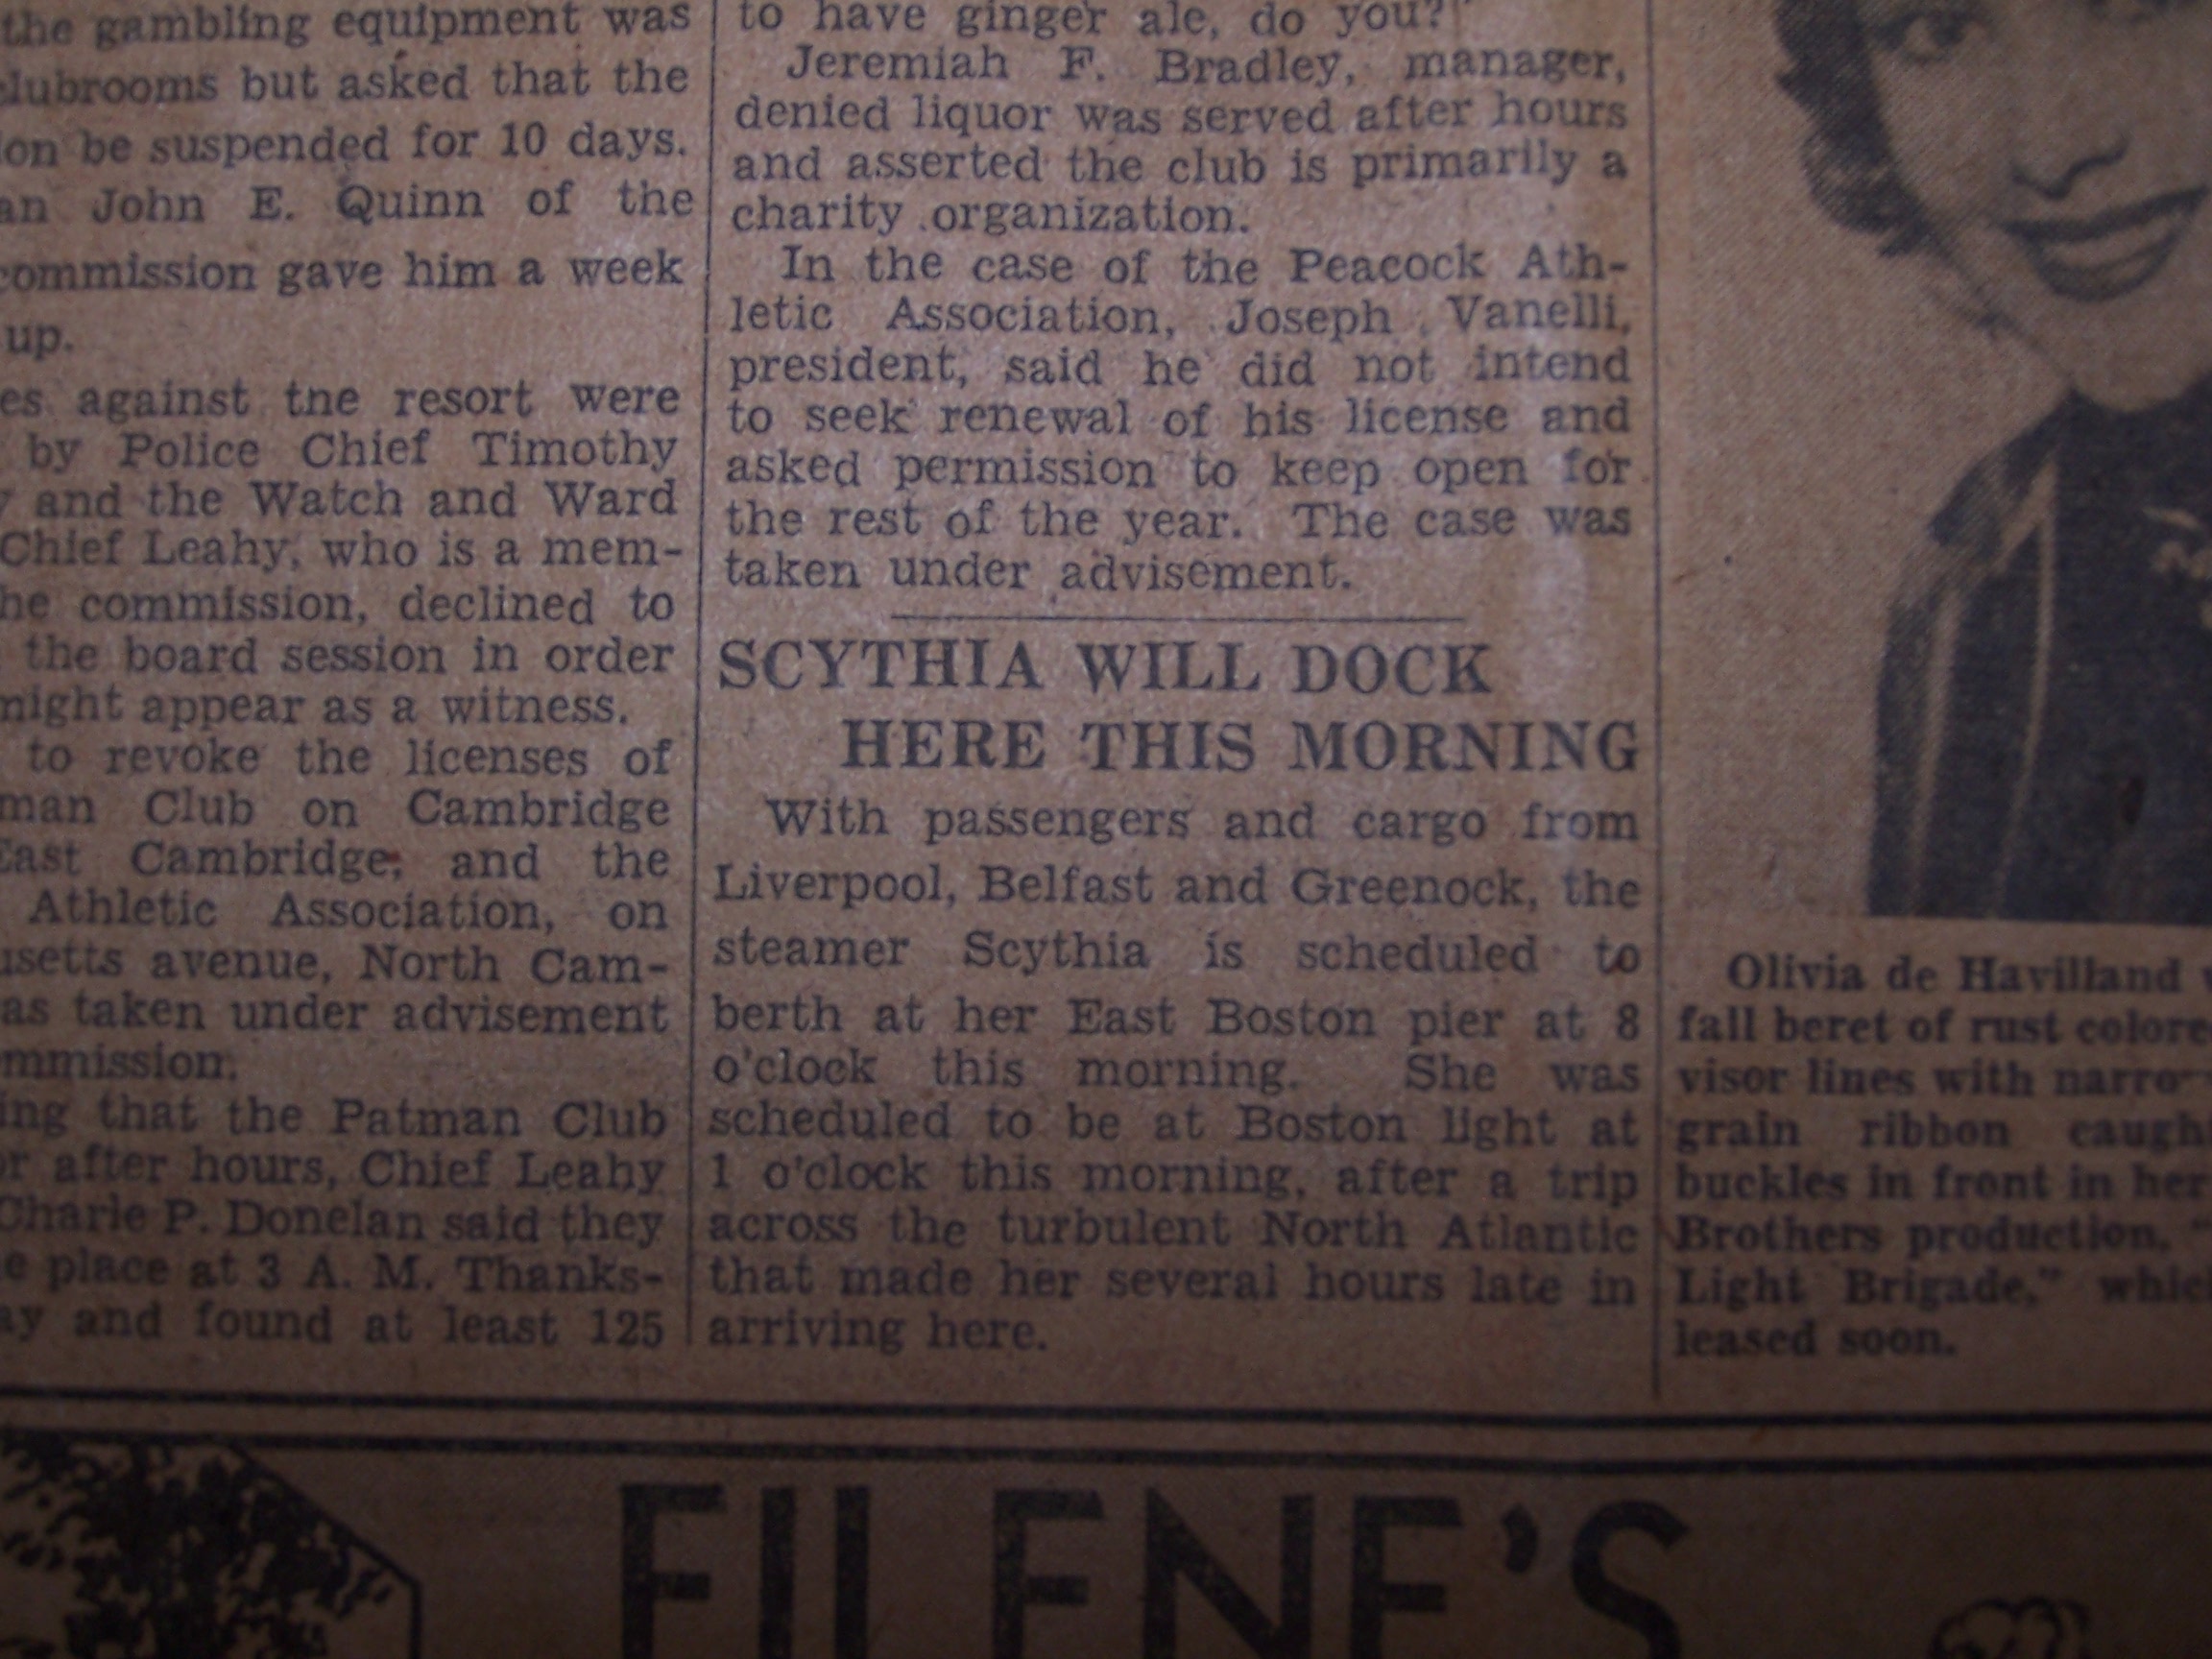 the gambling equipment was
clubrooms but asked that the
on be suspended for 10 days.
an John E. Quinn of the
commission gave him a week
up.
es against tne resort were
by Police Chief Timothy
and the Watch and Ward
Chief Leahy, who is a mem-
he commission, declined to
the board session in order
might appear as a witness.
to revoke the licenses of
man Club on Cambridge
East Cambridge, and the
Athletic Association, on
usetts avenue, North Cam-
as taken under advisement
mmission.
ing that the Patman Club
or after hours, Chief Leahy
Charle P. Donelan said they
e place at 3 A. M. Thanks-
ay and found at least 125
to have ginger ale, do you?"
Jeremiah F. Bradley, manager,
denied liquor was served after hours
and asserted the club is primarily a
charity organization.
In the case of the Peacock Ath-
letic Association, Joseph Vanelli,
president, said he did not intend
to seek renewal of his license and
asked permission to keep open for
the rest of the year. The case was
taken under advisement.
SCYTHIA WILL DOCK
HERE THIS MORNING
With passengers and cargo from
Liverpool, Belfast and Greenock, the
steamer Scythia is scheduled to
berth at her East Boston pier at 8
o'clock this morning. She was
scheduled to be at Boston light at
1 o'clock this morning, after a trip
across the turbulent North Atlantic
that made her several hours late in
arriving here.
Olivia de Havilland
fall beret of rust colore
visor lines with narro
grain ribbon caugh
buckles in front in her
Brothers production, "
Light Brigade," whic
leased soon.
FILENE'S